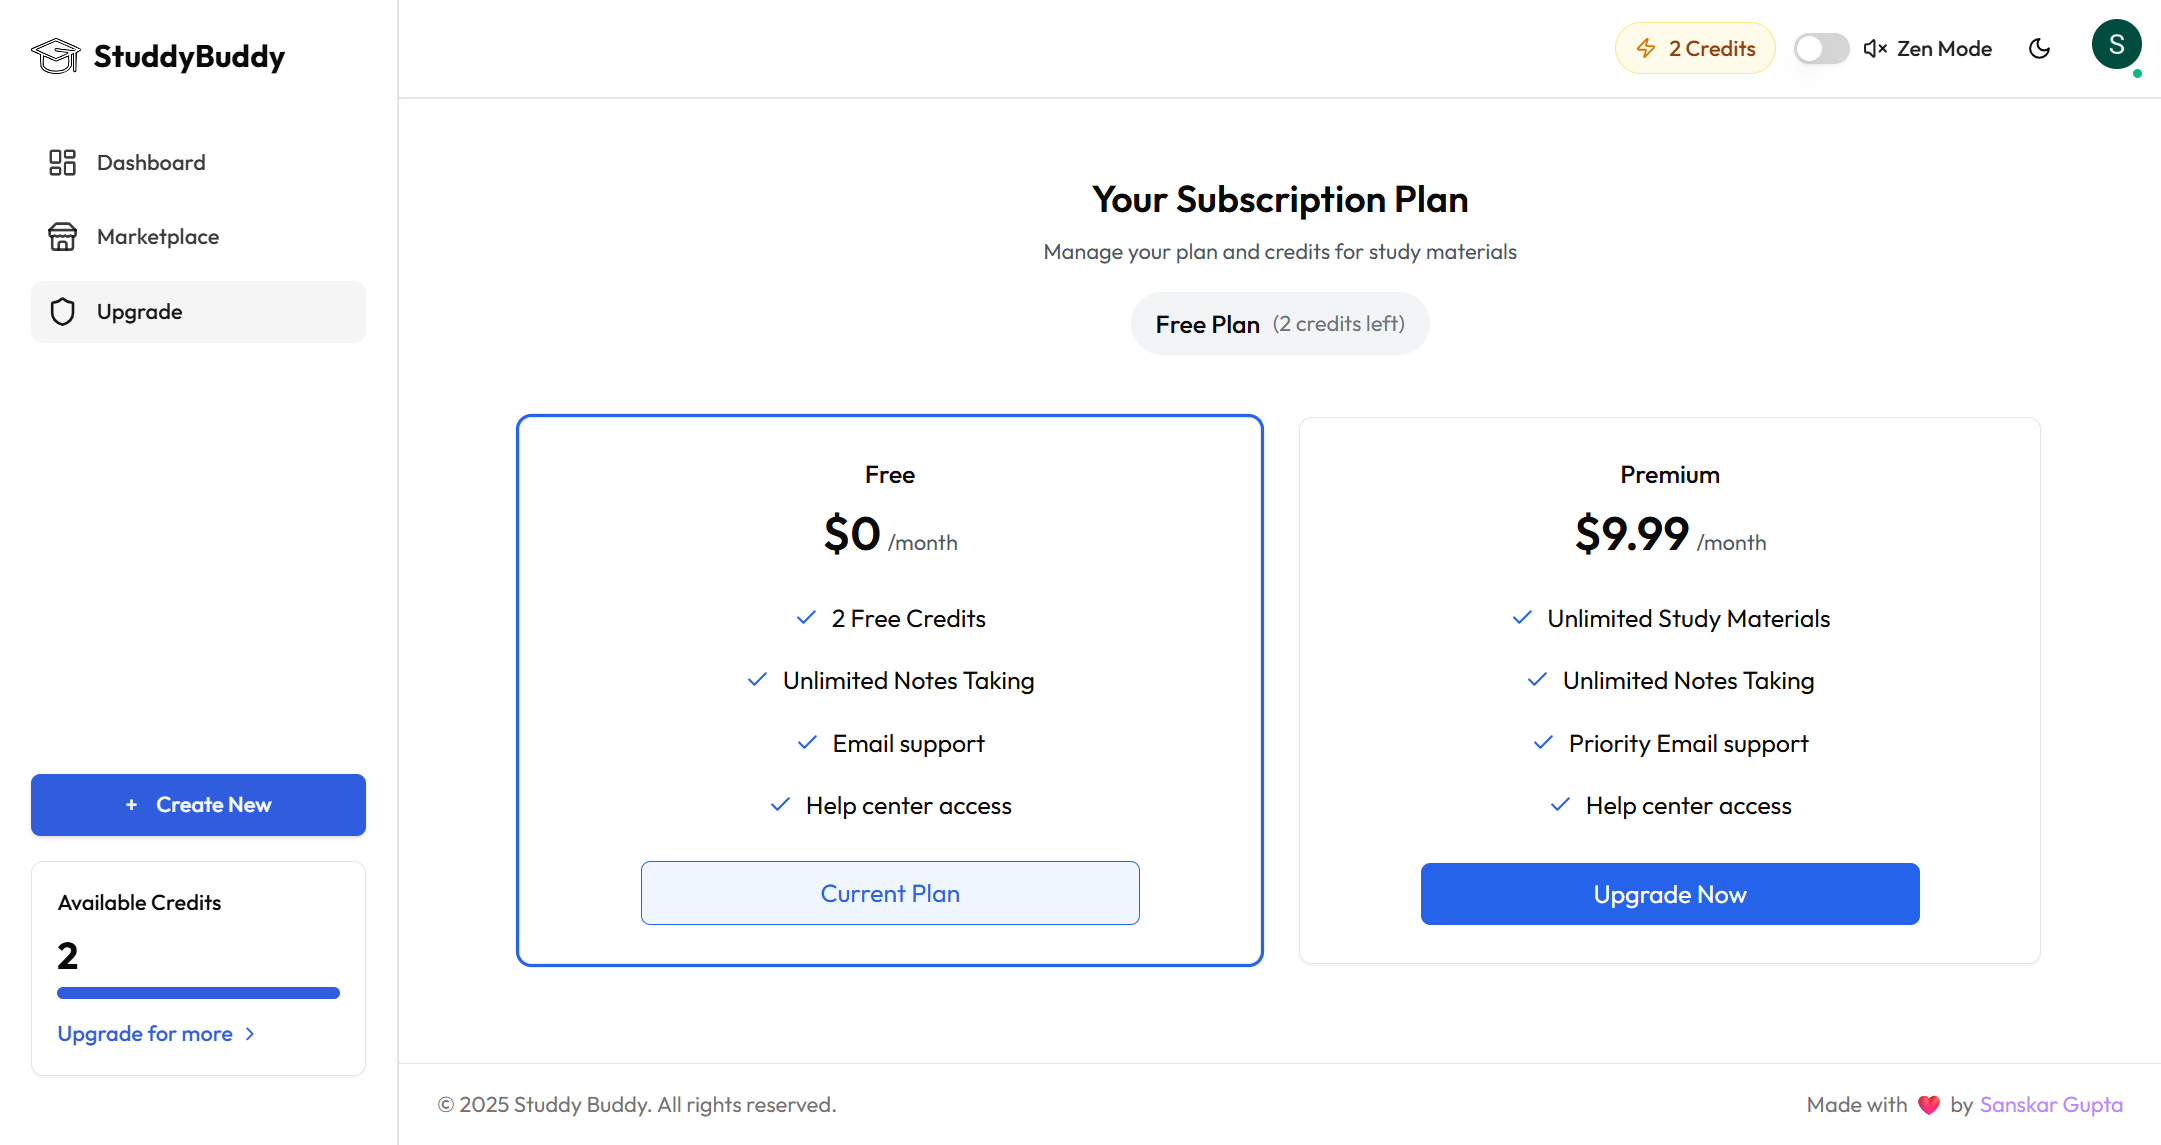 StuddyBuddy
Dashboard
Marketplace
Upgrade
+ Create New
Available Credits
2
Upgrade for more
2 Credits
Zen Mode
S
Your Subscription Plan
Manage your plan and credits for study materials
Free Plan (2 credits left)
Free
$0 /month
2 Free Credits
Unlimited Notes Taking
Email support
Help center access
Current Plan
Premium
$9.99 /month
Unlimited Study Materials
Unlimited Notes Taking
Priority Email support
Help center access
Upgrade Now
© 2025 Studdy Buddy. All rights reserved.
Made with ❤️ by Sanskar Gupta